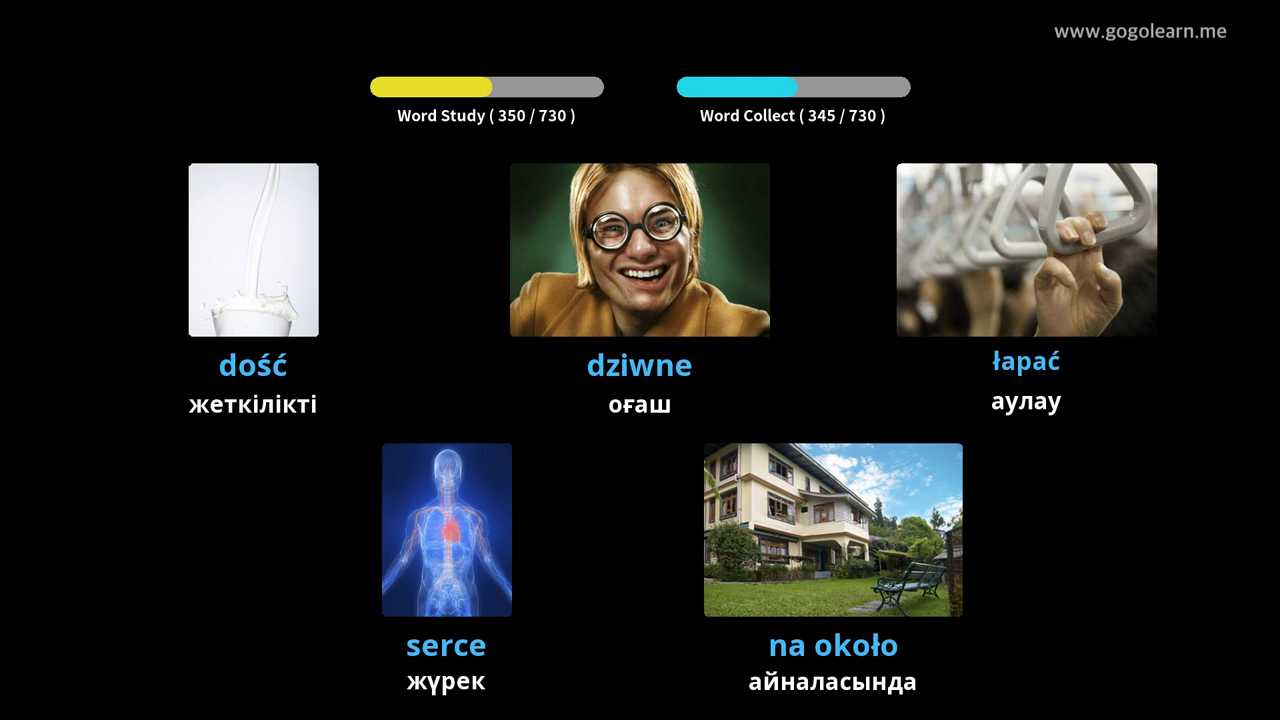 www.gogolearn.me
Word Study ( 350 / 730 )
Word Collect ( 345 / 730 )
dość
dziwne
łapać
жеткілікті
оғаш
аулау
serce
na około
жүрек
айналасында